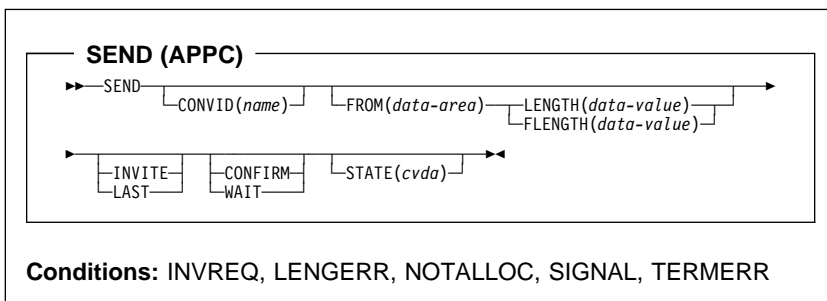 SEND (APPC)
SEND CONVID(name) FROM(data-area) LENGTH(data-value)
FLENGTH(data-value)
INVITE CONFIRM STATE(cvda)
LAST WAIT
Conditions: INVREQ, LENGERR, NOTALLOC, SIGNAL, TERMERR